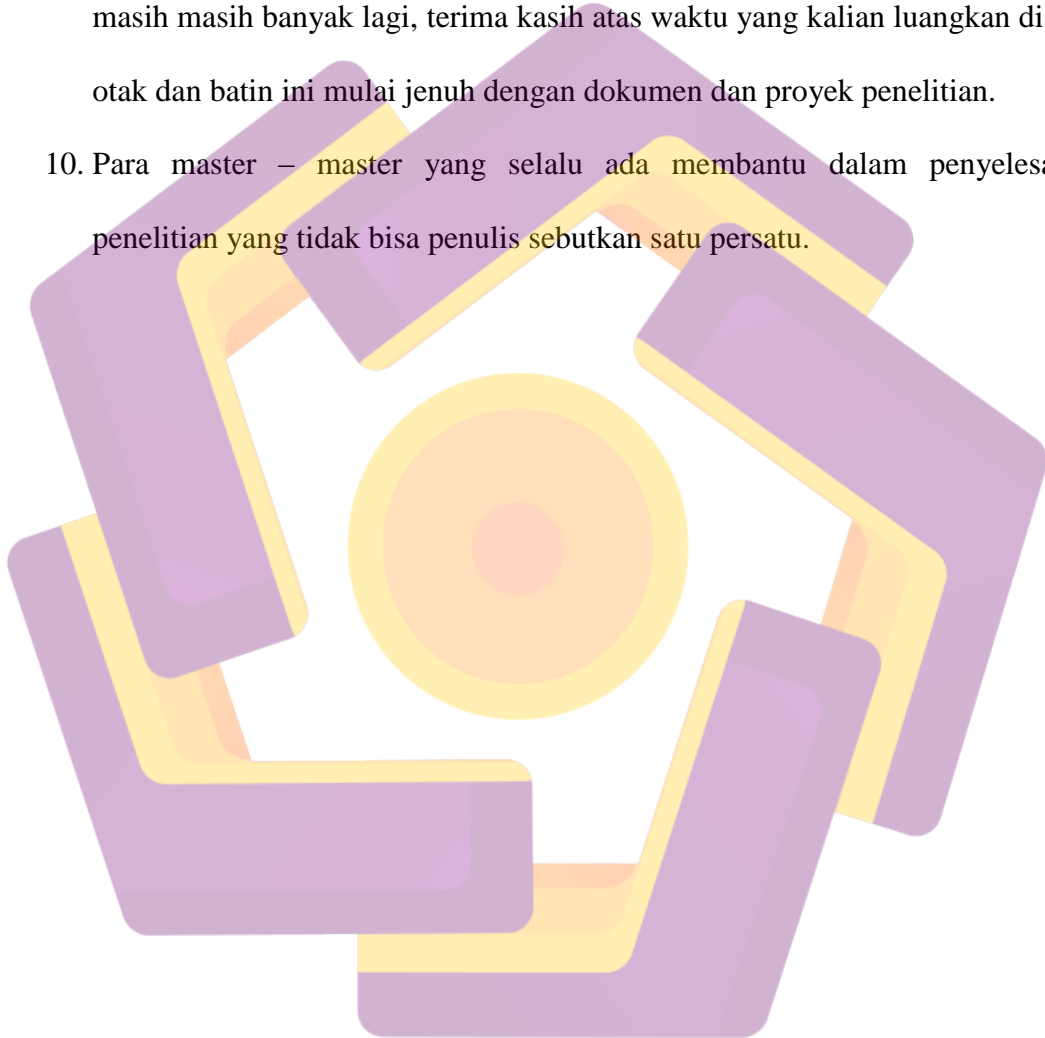 masih masih banyak lagi, terima kasih atas waktu yang kalian luangkan di
otak dan batin ini mulai jenuh dengan dokumen dan proyek penelitian.
10. Para master – master yang selalu ada membantu dalam
penelitian yang tidak bisa penulis sebutkan satu persatu.